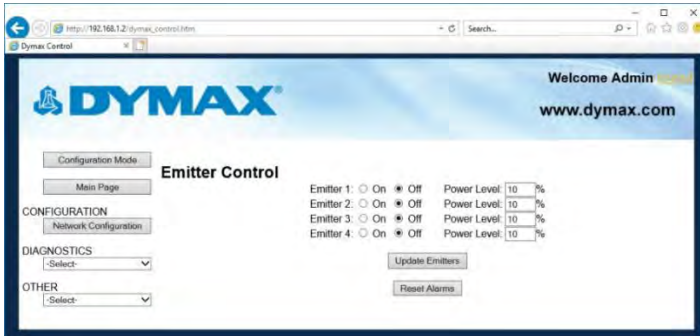 http://192.168.1.2/dymax_control.htm
Search...
Dymax Control
Welcome Admin
DYMAX®
www.dymax.com
Configuration Mode
Emitter Control
Main Page
Emitter 1: On Off Power Level: 10 %
Emitter 2: On Off Power Level: 10 %
CONFIGURATION
Emitter 3: On Off Power Level: 10 %
Network Configuration
Emitter 4: On Off Power Level: 10 %
DIAGNOSTICS
-Select-
Update Emitters
OTHER
Reset Alarms
-Select-